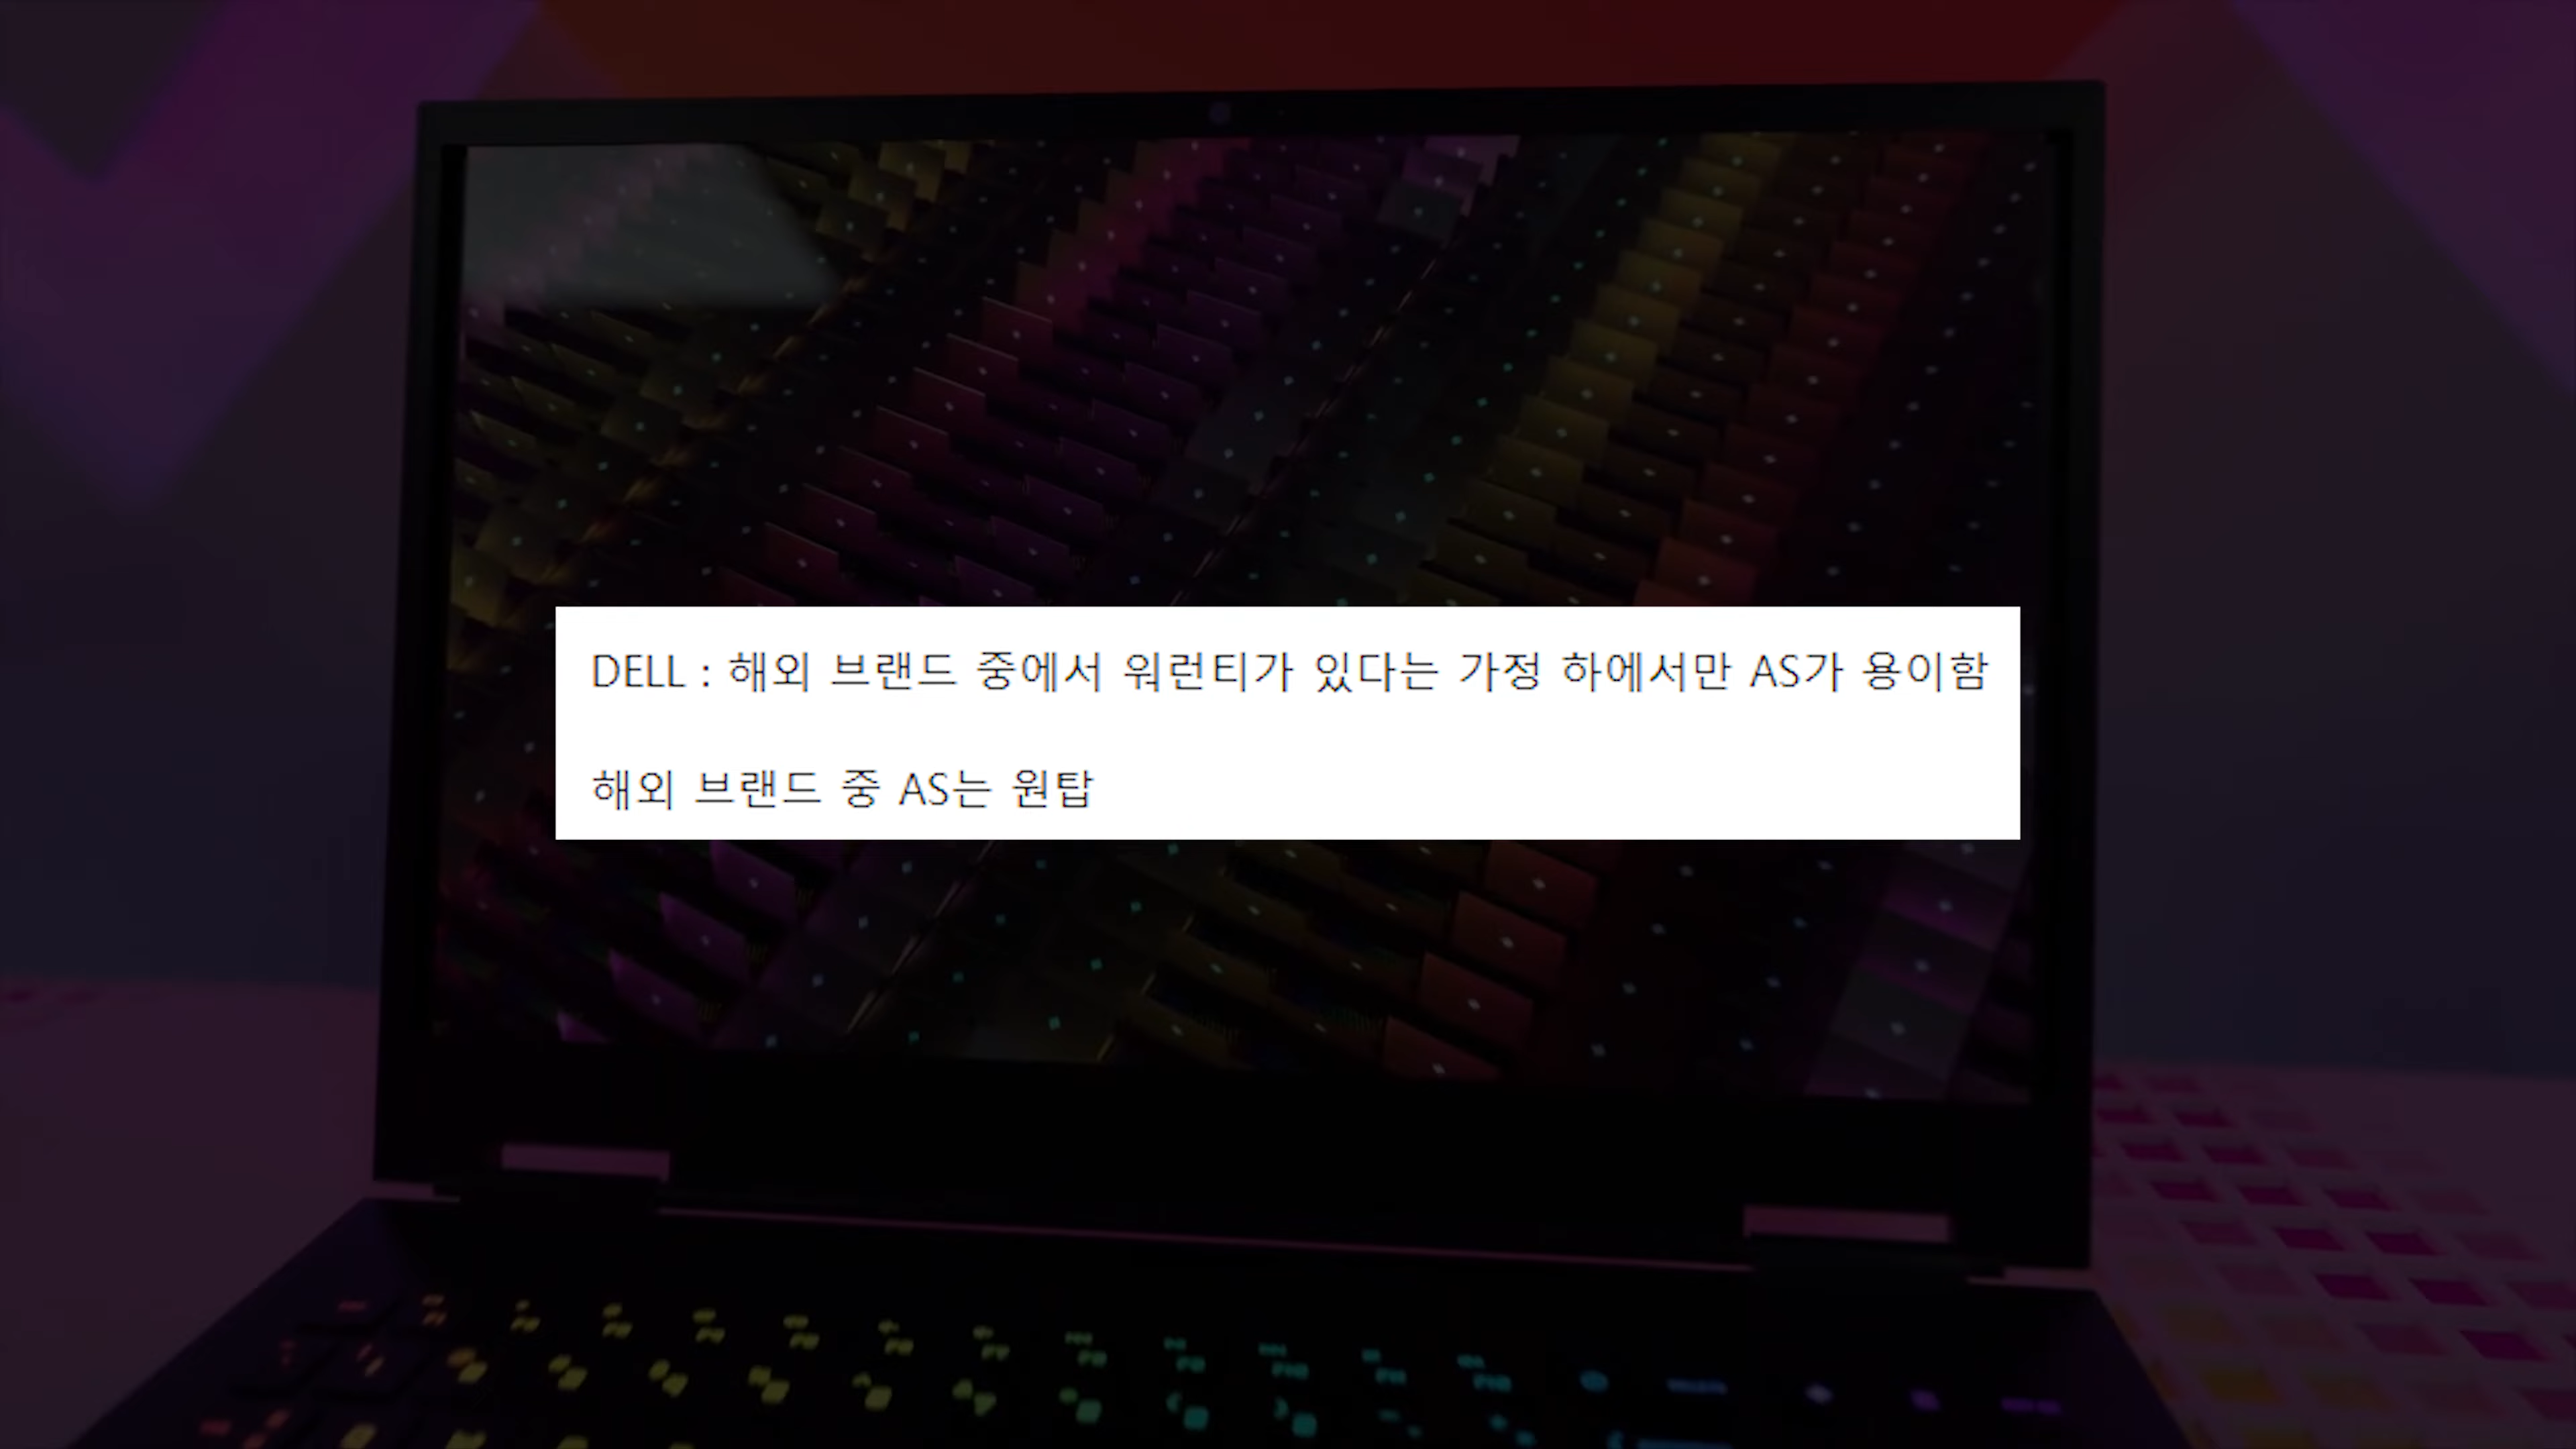 DELL : 해외 브랜드 중에서 워런티가 있다는 가정 하에서만 AS가 용이함
해외 브랜드 중 AS는 원탑